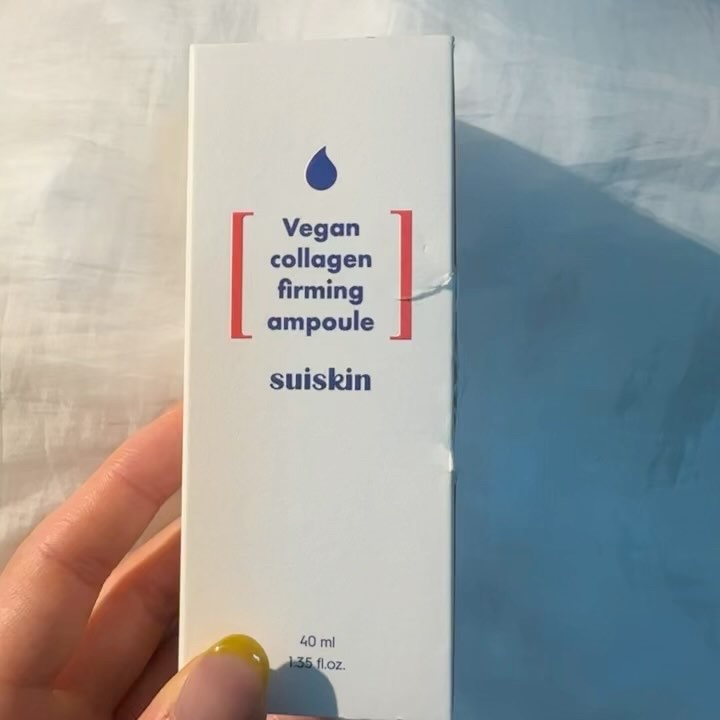 Vegan
collagen
firming
ampoule
suiskin
40 ml
1.35 fl.oz.